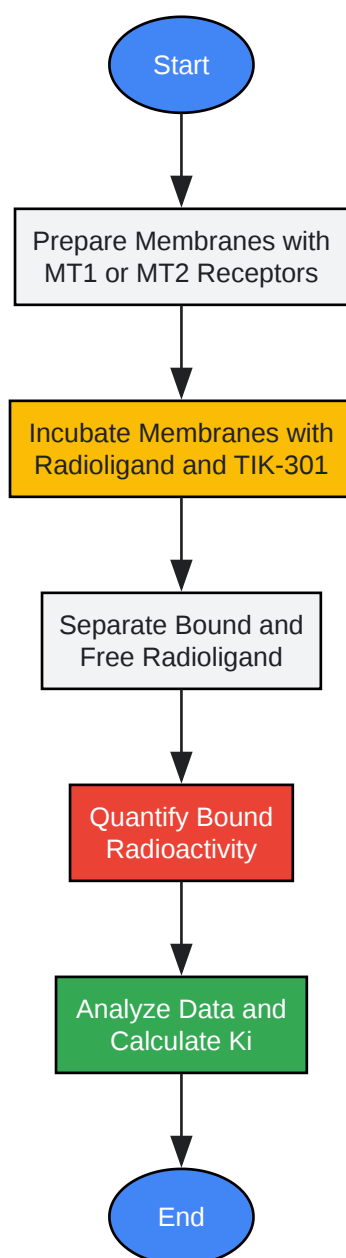 Start
Prepare Membranes with
MT1 or MT2 Receptors
Incubate Membranes with
Radioligand and TIK-301
Separate Bound and
Free Radioligand
Quantify Bound
Radioactivity
Analyze Data and
Calculate Ki
End